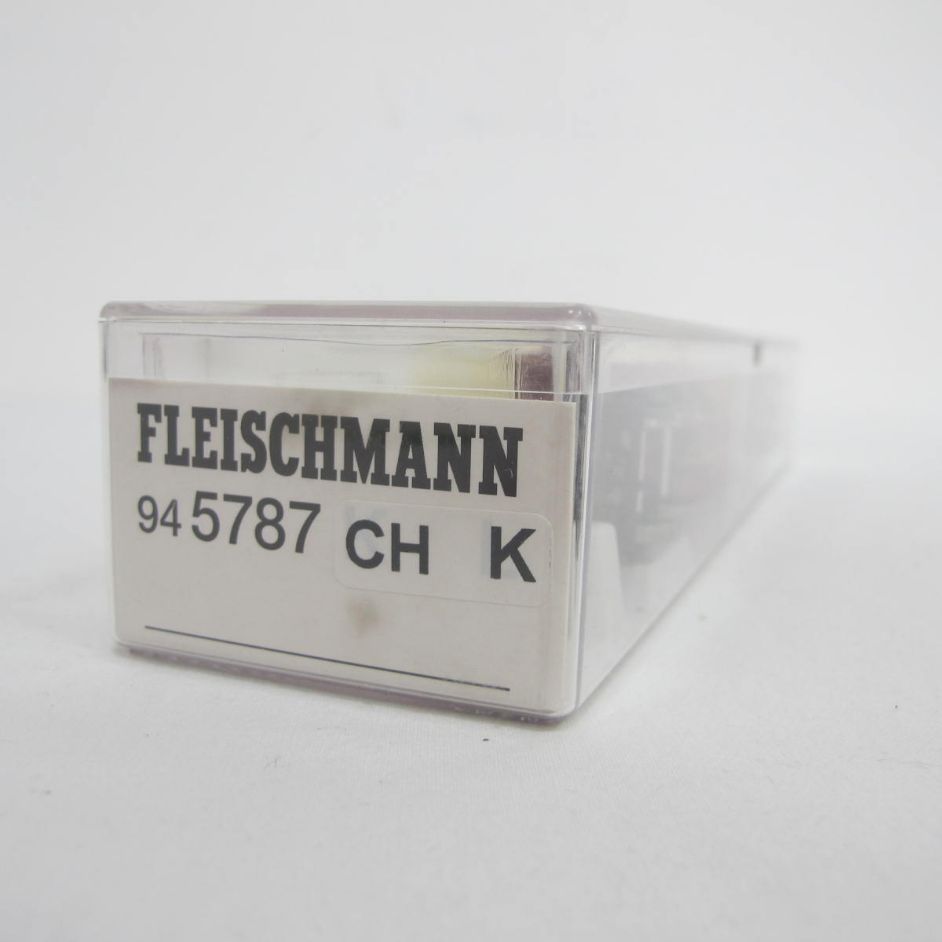 FLEISCHMANN
94 5787 CH K